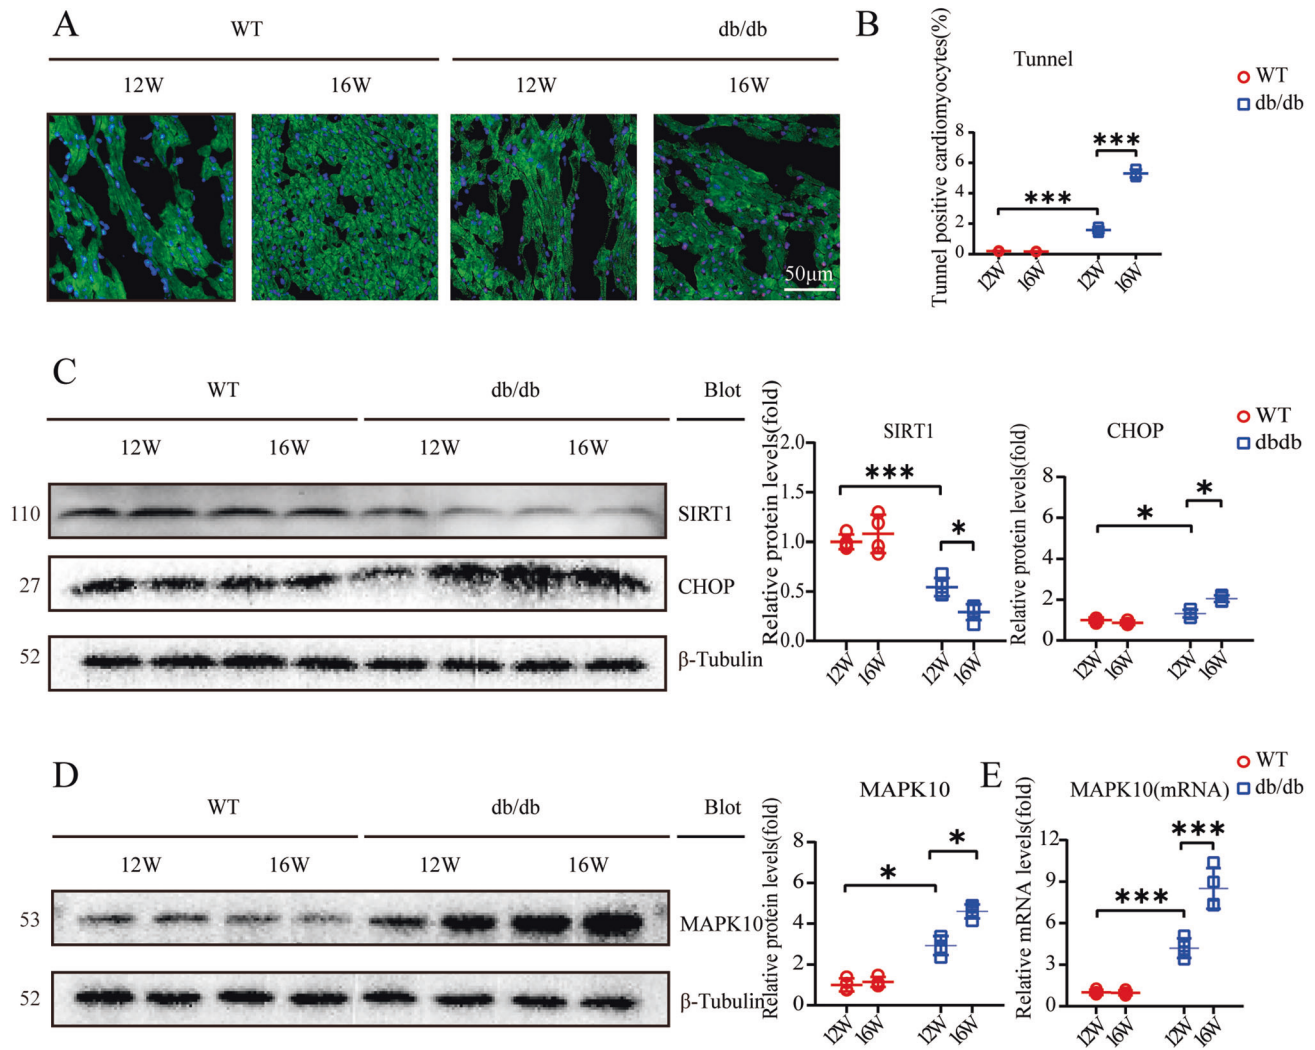 A
WT
db/db
12W
16W
12W
16W
50µm
B
Tunnel
WT
db/db
Tunnel positive cardiomyocytes(%)
8
6
4
2
0
***
***
12W
16W
12W
16W
C
WT
db/db
Blot
12W
16W
12W
16W
110
SIRT1
27
CHOP
52
β-Tubulin
SIRT1
Relative protein levels(fold)
2.0
1.5
1.0
0.5
0.0
***
*
12W
16W
12W
16W
CHOP
WT
dbdb
Relative protein levels(fold)
8
6
4
2
0
*
*
12W
16W
12W
16W
D
WT
db/db
Blot
12W
16W
12W
16W
53
MAPK10
52
β-Tubulin
MAPK10
Relative protein levels(fold)
8
6
4
2
0
*
*
12W
16W
12W
16W
E
MAPK10(mRNA)
WT
db/db
Relative mRNA levels(fold)
12
9
6
3
0
***
***
12W
16W
12W
16W